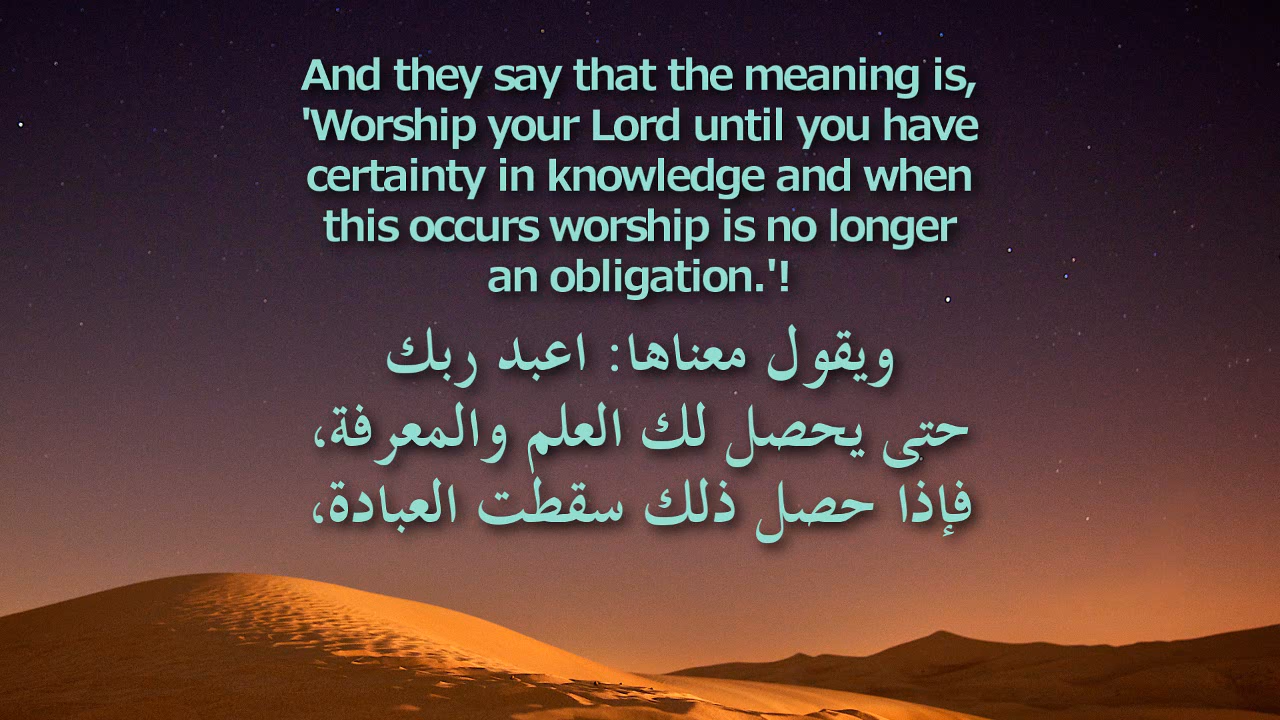 And they say that the meaning is,
'Worship your Lord until you have
certainty in knowledge and when
this occurs worship is no longer
an obligation.'!
ويقول معناها: اعبد ربك
حتى يحصل لك العلم والمعرفة،
فإذا حصل ذلك سقطت العبادة،